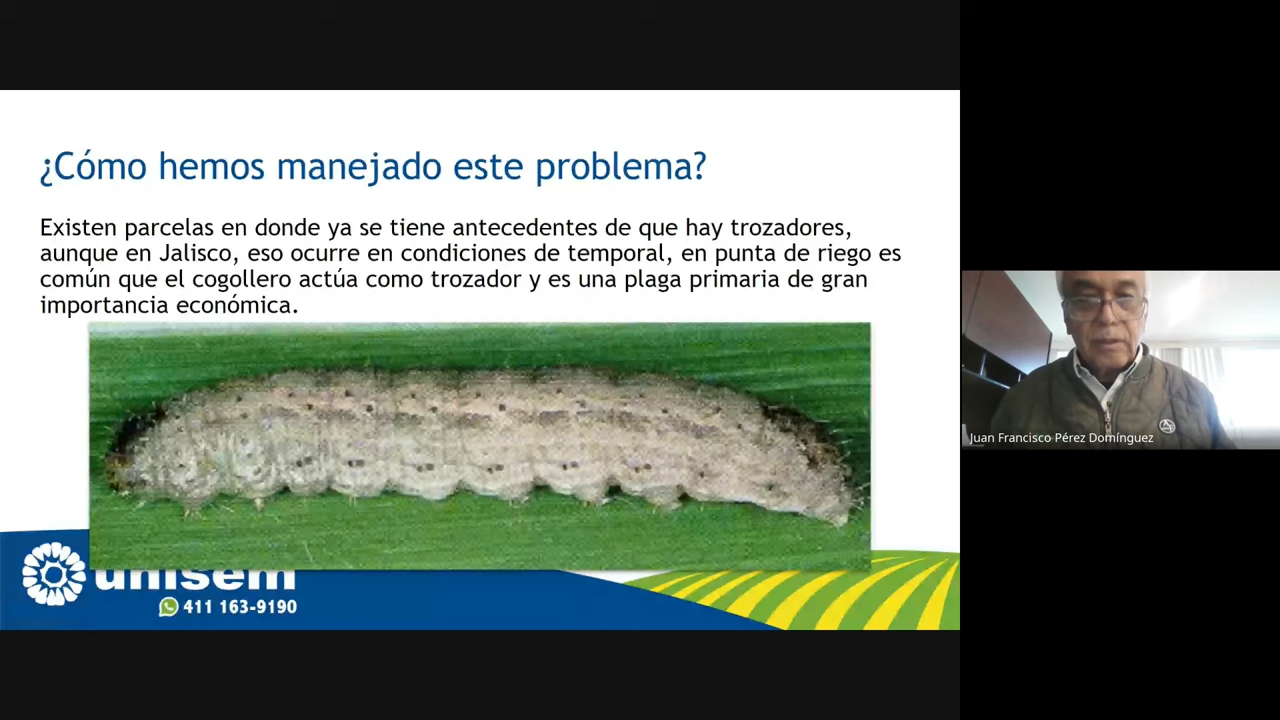 ¿Cómo hemos manejado este problema?
Existen parcelas en donde ya se tiene antecedentes de que hay trozadores,
aunque en Jalisco, eso ocurre en condiciones de temporal, en punta de riego es
común que el cogollero actúa como trozador y es una plaga primaria de gran
importancia económica.
unisem
411 163-9190
Juan Francisco Pérez Domínguez